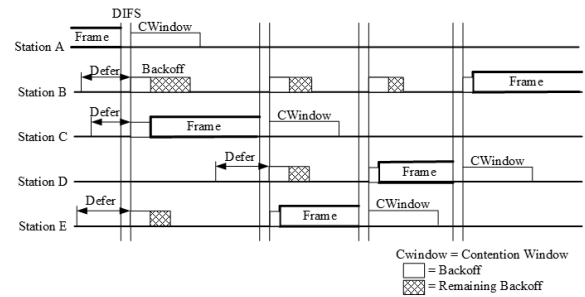 DIFS
Frame
CWindow
Station A
Defer
Backoff
Frame
Station B
Defer
Frame
CWindow
Station C
Defer
Frame
CWindow
Station D
Defer
Frame
CWindow
Station E
Cwindow = Contention Window
= Backoff
= Remaining Backoff